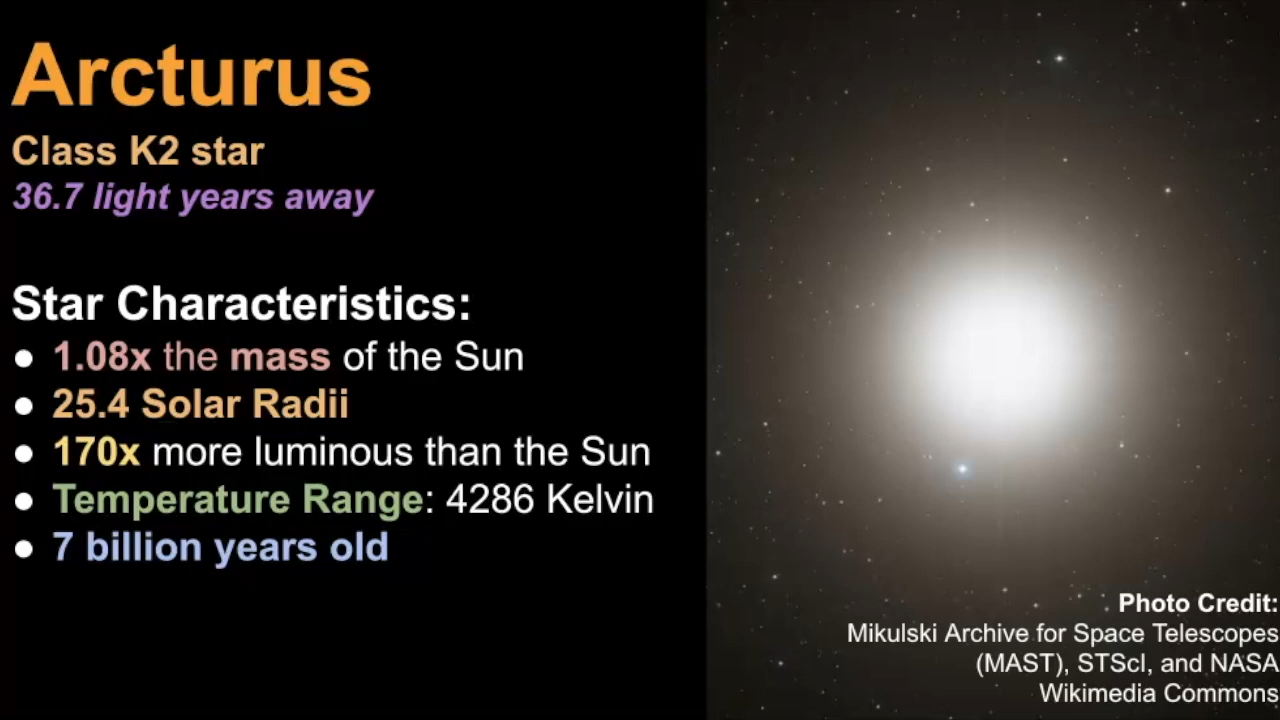 Arcturus
Class K2 star
36.7 light years away
Star Characteristics:
● 1.08x the mass of the Sun
● 25.4 Solar Radii
● 170x more luminous than the Sun
● Temperature Range: 4286 Kelvin
● 7 billion years old
Photo Credit:
Mikulski Archive for Space Telescopes
(MAST), STScI, and NASA
Wikimedia Commons